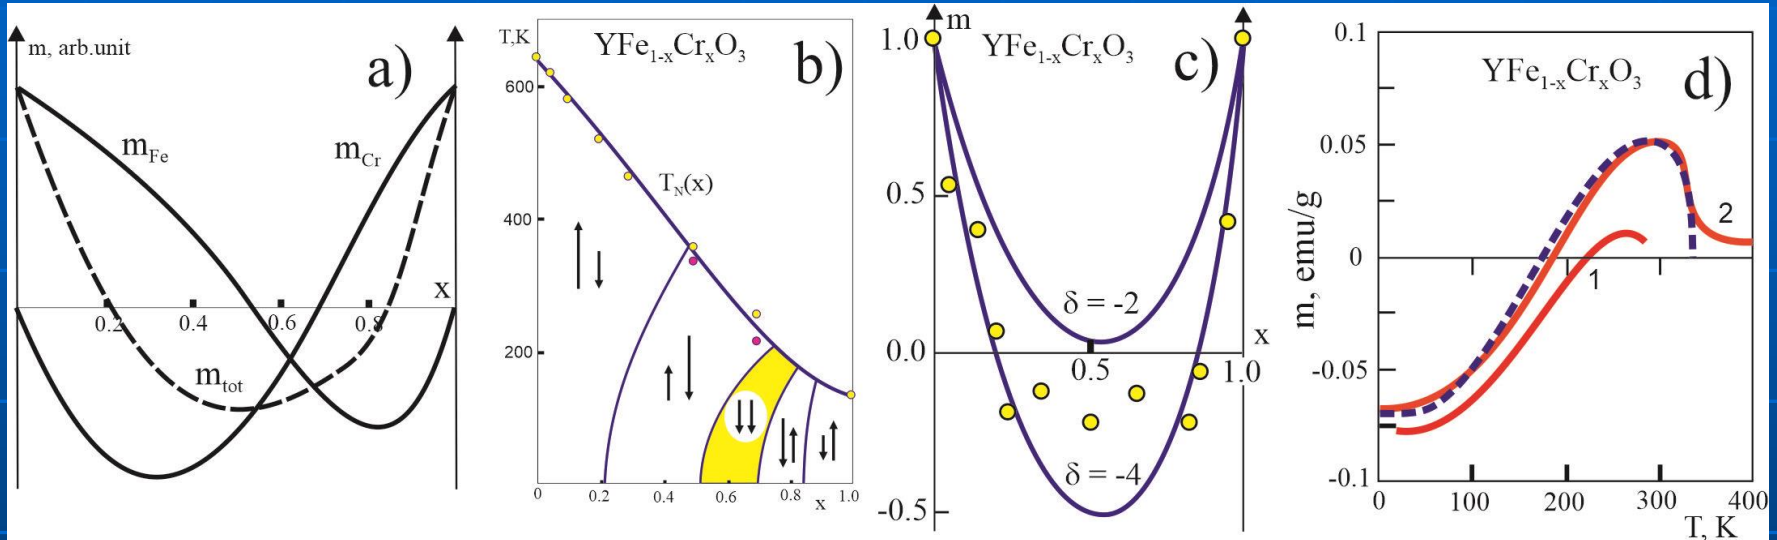 m, arb.unit
a)
m_Fe
m_Cr
m_tot
x
0.2
0.4
0.6
0.8
T,K
YFe₁₋ₓCrₓO₃
b)
600
T_N(x)
400
200
0
0.2
0.4
0.6
0.8
1.0
x
m
1.0
YFe₁₋ₓCrₓO₃
c)
0.5
δ = -2
0.0
0.5
1.0
x
δ = -4
-0.5
0.1
YFe₁₋ₓCrₓO₃
d)
0.05
m, emu/g
2
0
1
-0.05
-0.1
0
100
200
300
400
T, K